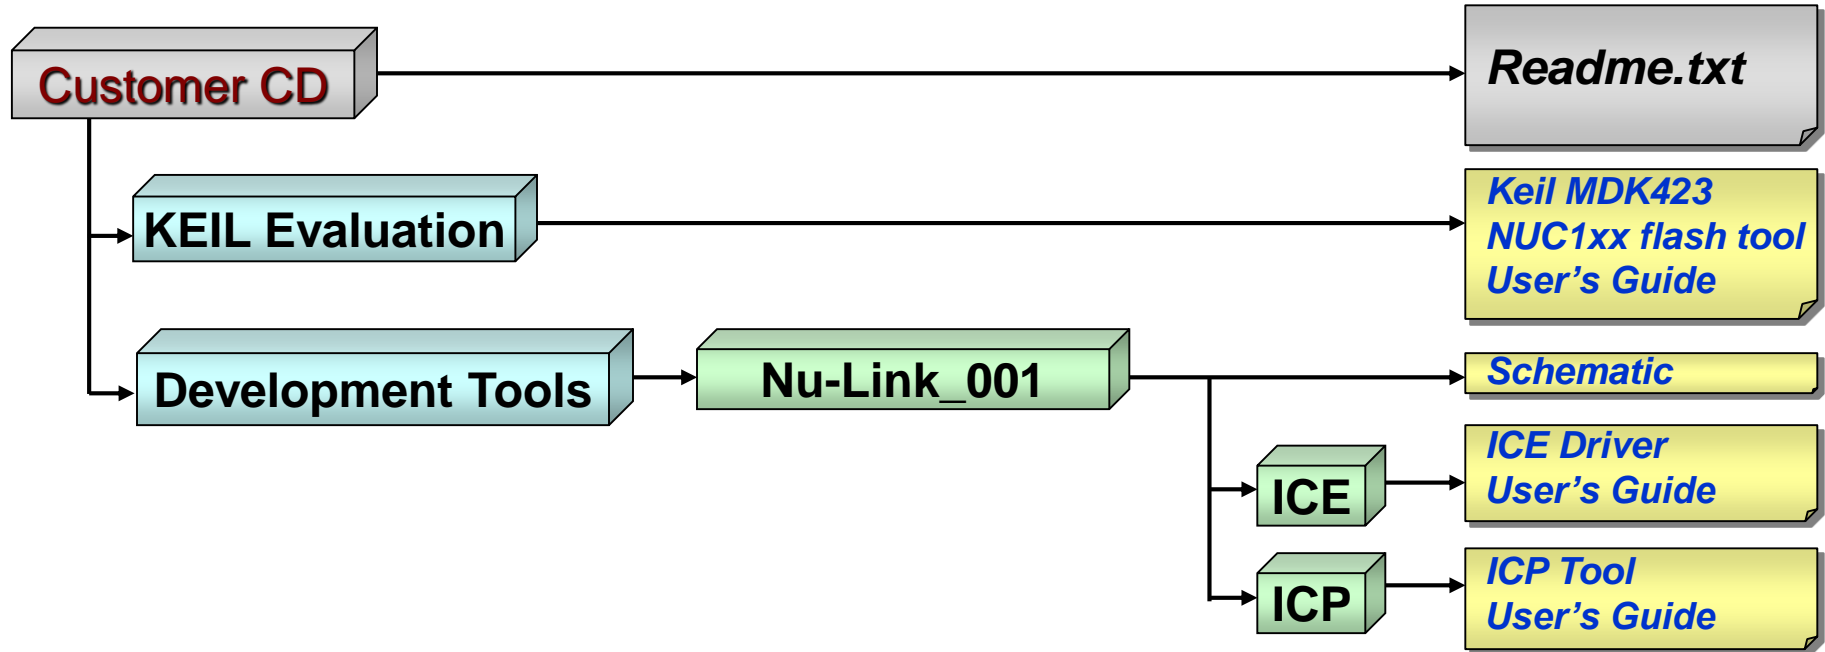 Customer CD
Readme.txt
KEIL Evaluation
Keil MDK423
NUC1xx flash tool
User’s Guide
Development Tools
Nu-Link_001
Schematic
ICE
ICE Driver
User’s Guide
ICP
ICP Tool
User’s Guide